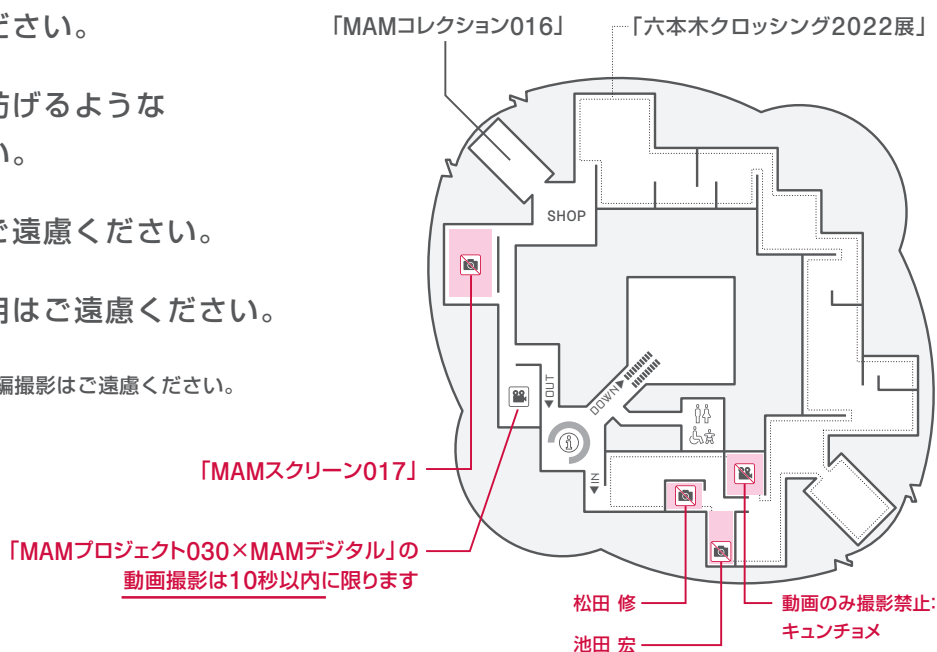 ださい。
「MAMコレクション016」
「六本木クロッシング2022展」
妨げるような
い。
SHOP
ご遠慮ください。
用はご遠慮ください。
編撮影はご遠慮ください。
◀OUT
DOWN▶
◀IN
「MAMスクリーン017」
「MAMプロジェクト030×MAMデジタル」の
動画撮影は10秒以内に限ります
松田 修
動画のみ撮影禁止:
キュンチョメ
池田 宏